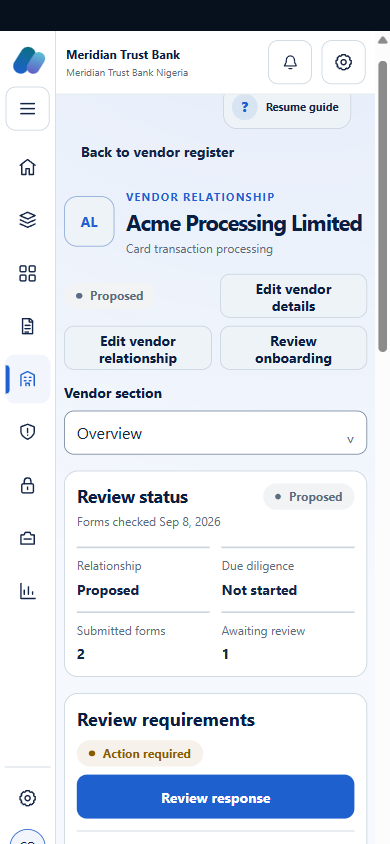 Meridian Trust Bank
Meridian Trust Bank Nigeria
? Resume guide
Back to vendor register
AL
VENDOR RELATIONSHIP
Acme Processing Limited
Card transaction processing
Proposed
Edit vendor
details
Edit vendor
relationship
Review
onboarding
Vendor section
Overview
Review status
Proposed
Forms checked Sep 8, 2026
Relationship
Due diligence
Proposed
Not started
Submitted forms
Awaiting review
2
1
Review requirements
Action required
Review response